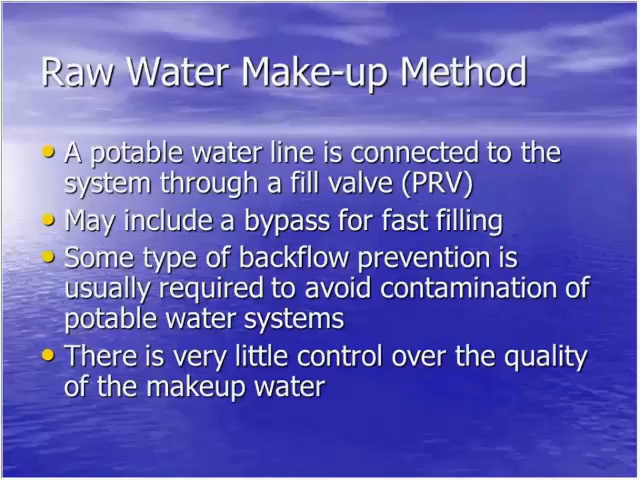 Raw Water Make-up Method
• A potable water line is connected to the
system through a fill valve (PRV)
• May include a bypass for fast filling
• Some type of backflow prevention is
usually required to avoid contamination of
potable water systems
• There is very little control over the quality
of the makeup water